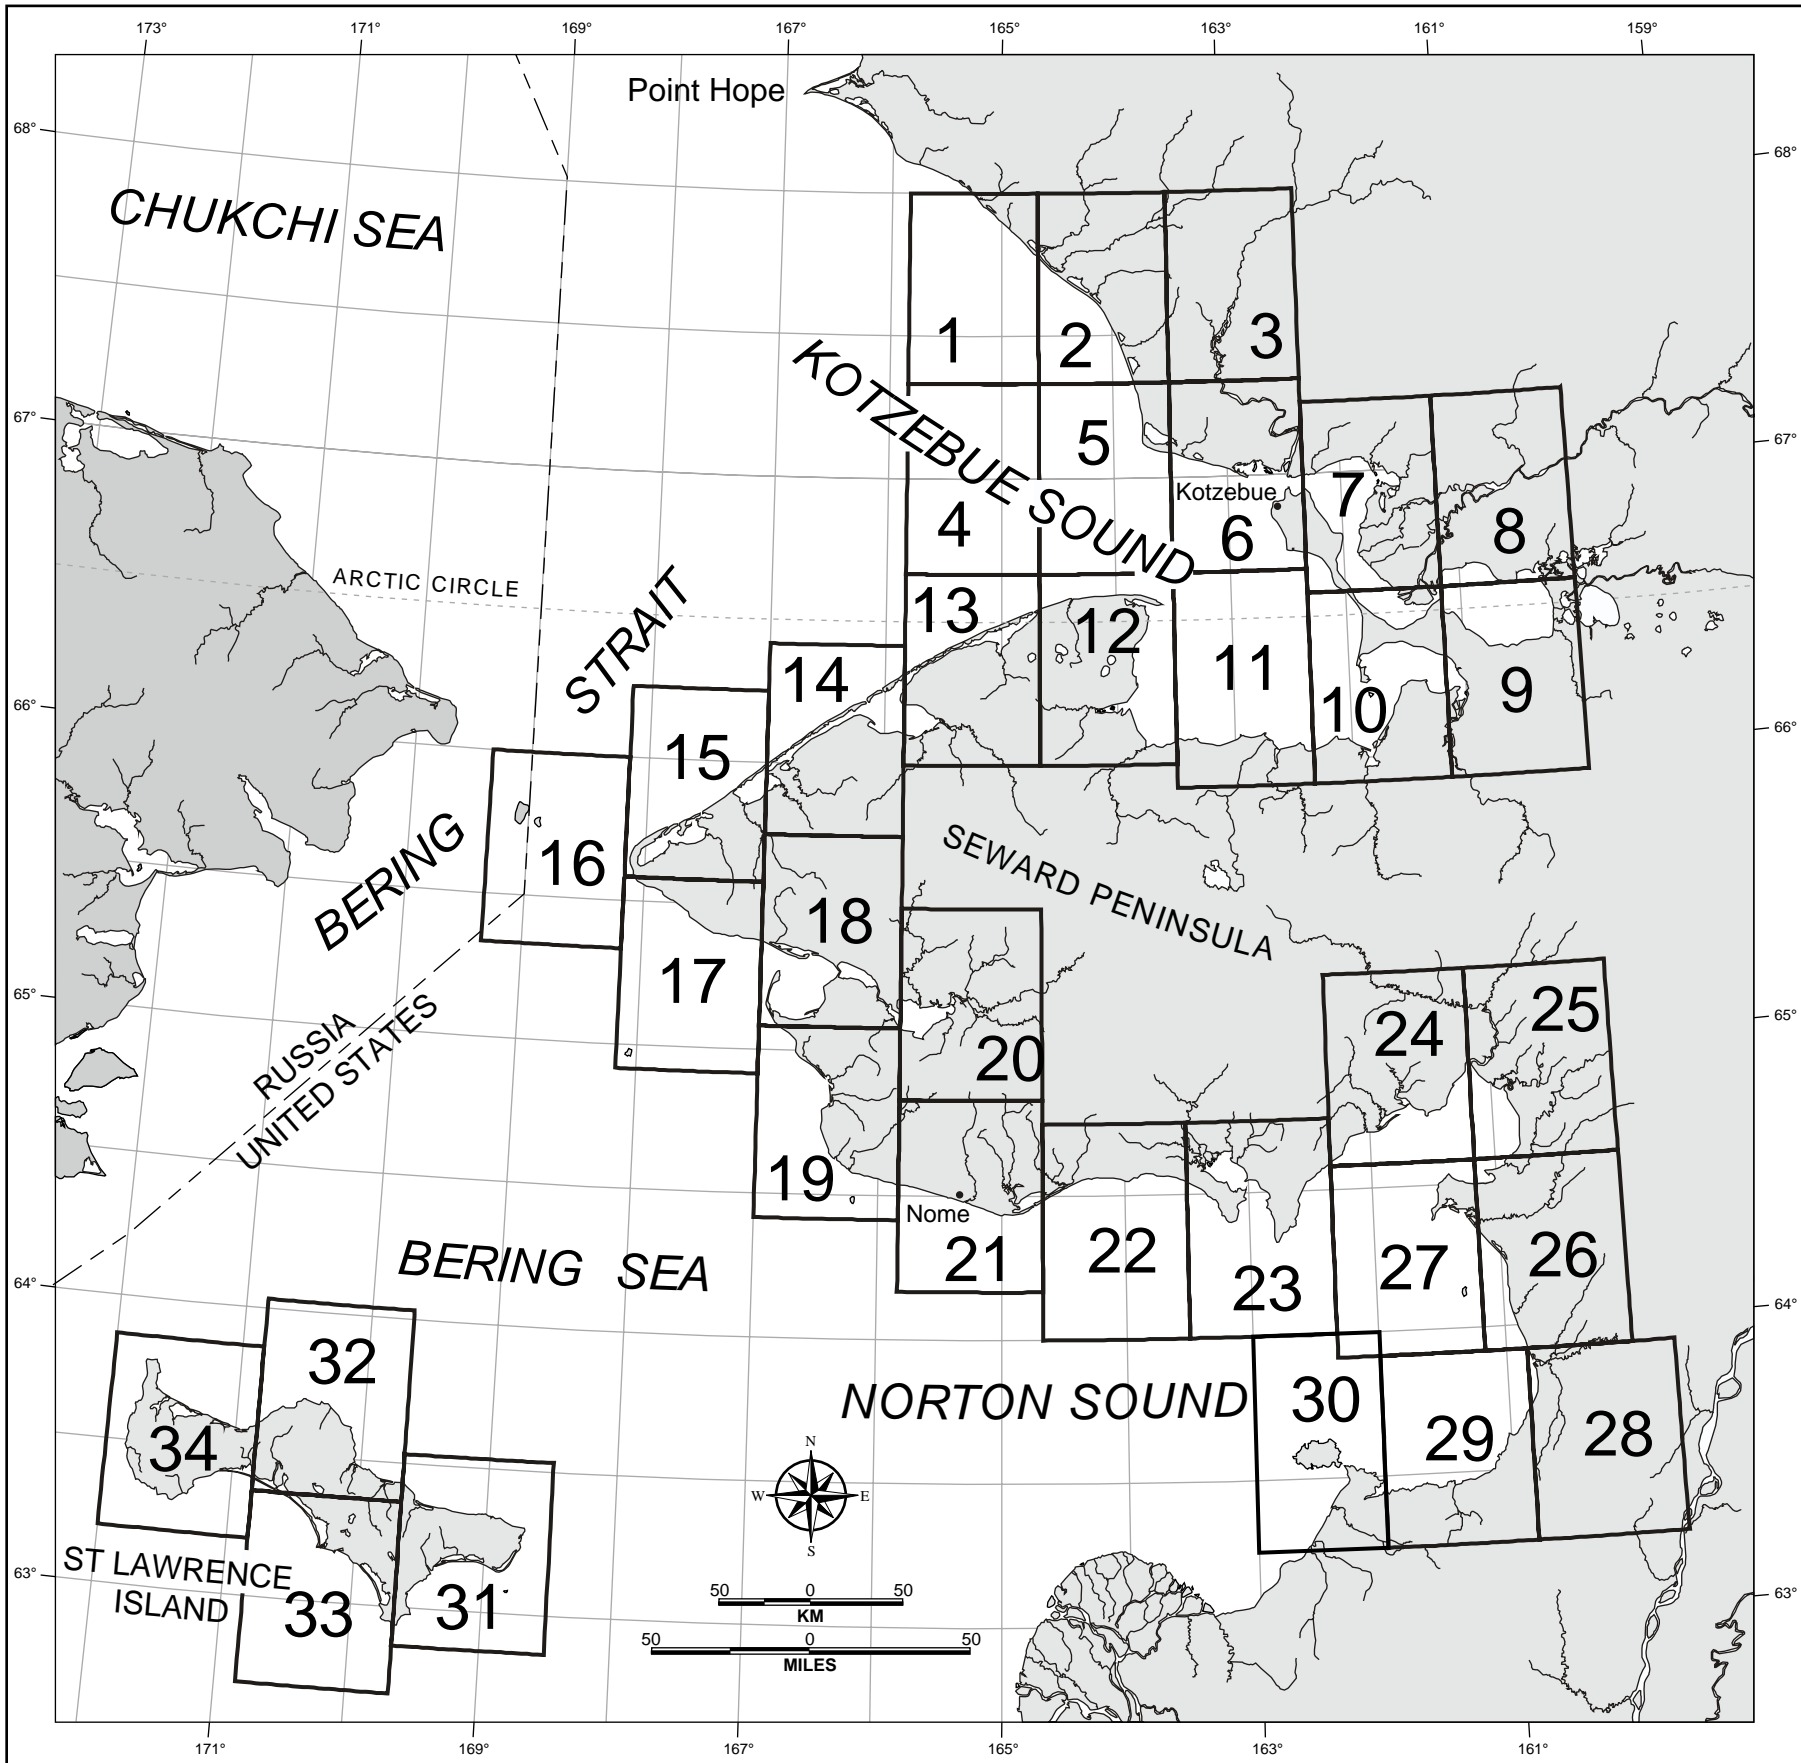 173° 171° 169° 167° 165° 163° 161° 159°
Point Hope
68° 68°
CHUKCHI SEA
1 2 3
KOTZEBUE SOUND
67° 67°
5
Kotzebue
7
4 6 8
ARCTIC CIRCLE
13 12
STRAIT
14 11 9
10
66° 66°
15
BERING
16
SEWARD PENINSULA
18
17
65° 65°
25
24
RUSSIA
UNITED STATES
20
19
Nome
22 26
21 27
23
BERING SEA
64° 64°
32
NORTON SOUND
30
34 29 28
N
W E
S
ST LAWRENCE
ISLAND
63° 63°
33 31
50 0 50
KM
50 0 50
MILES
171° 169° 167° 165° 163° 161°